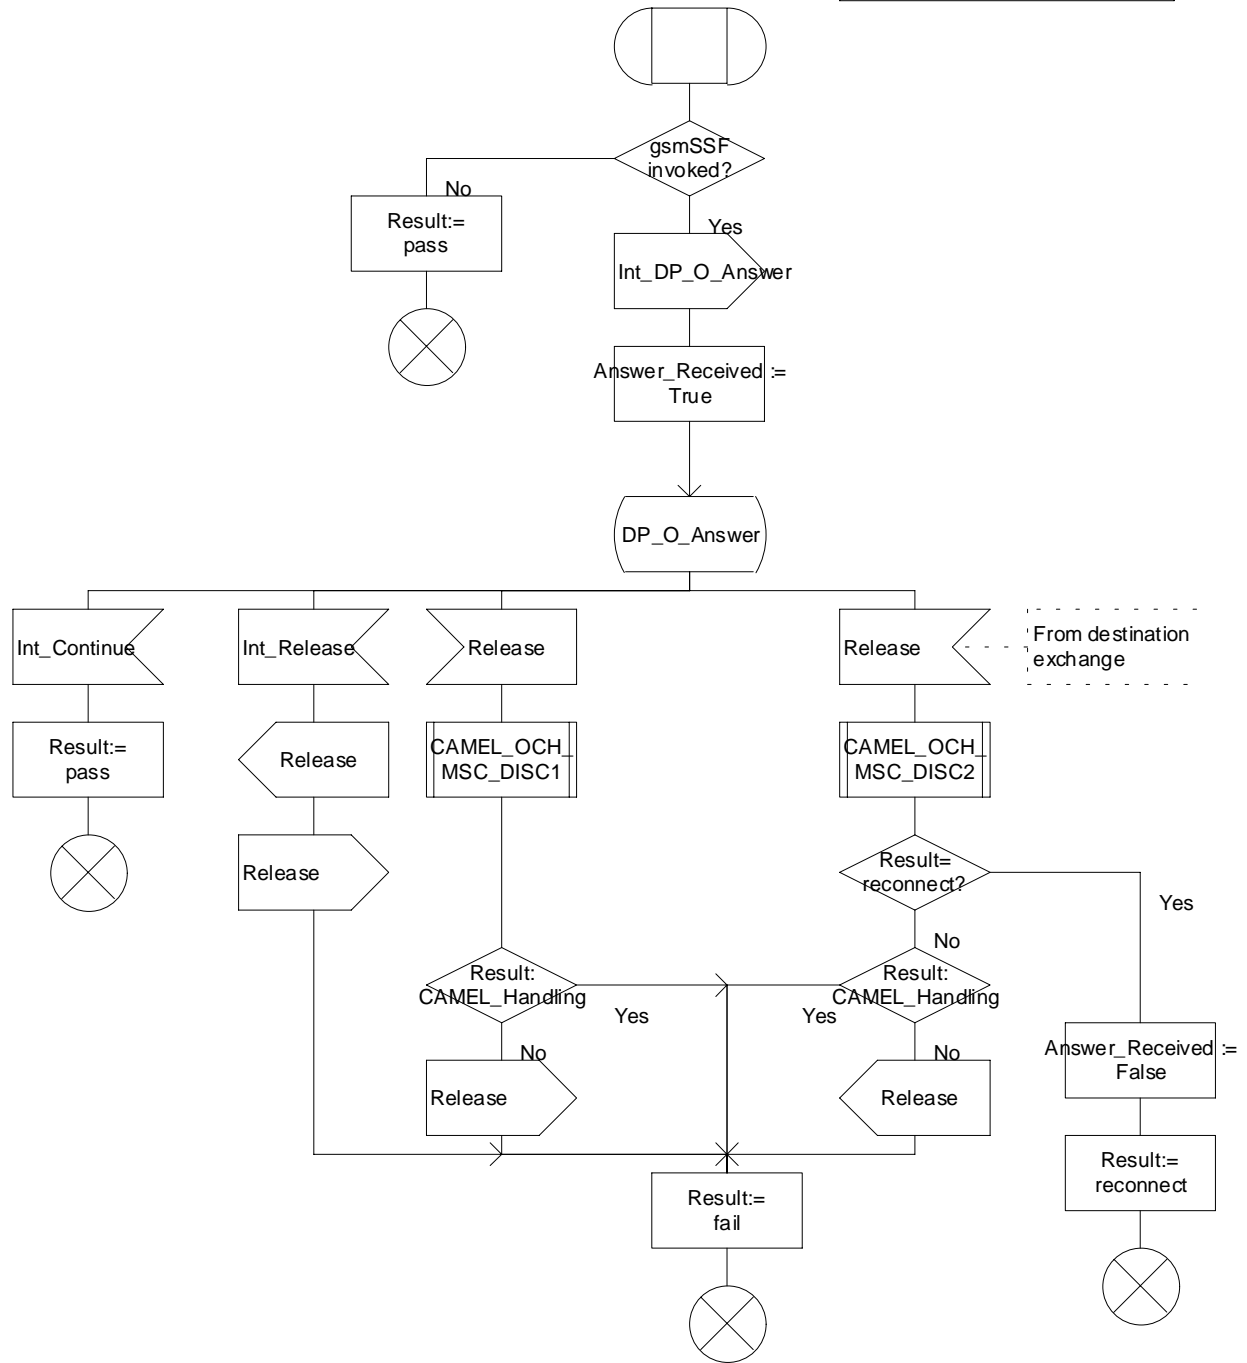 gsmSSF
invoked?
No
Yes
Result:=
pass
Int_DP_O_Answer
Answer_Received :=
True
DP_O_Answer
Int_Continue
Int_Release
Release
Release
From destination
exchange
Result:=
pass
Release
CAMEL_OCH_
MSC_DISC1
CAMEL_OCH_
MSC_DISC2
Release
Result=
reconnect?
Yes
No
Result:
CAMEL_Handling
Yes
Result:
CAMEL_Handling
Yes
No
No
Answer_Received :=
False
Release
Release
Result:=
reconnect
Result:=
fail